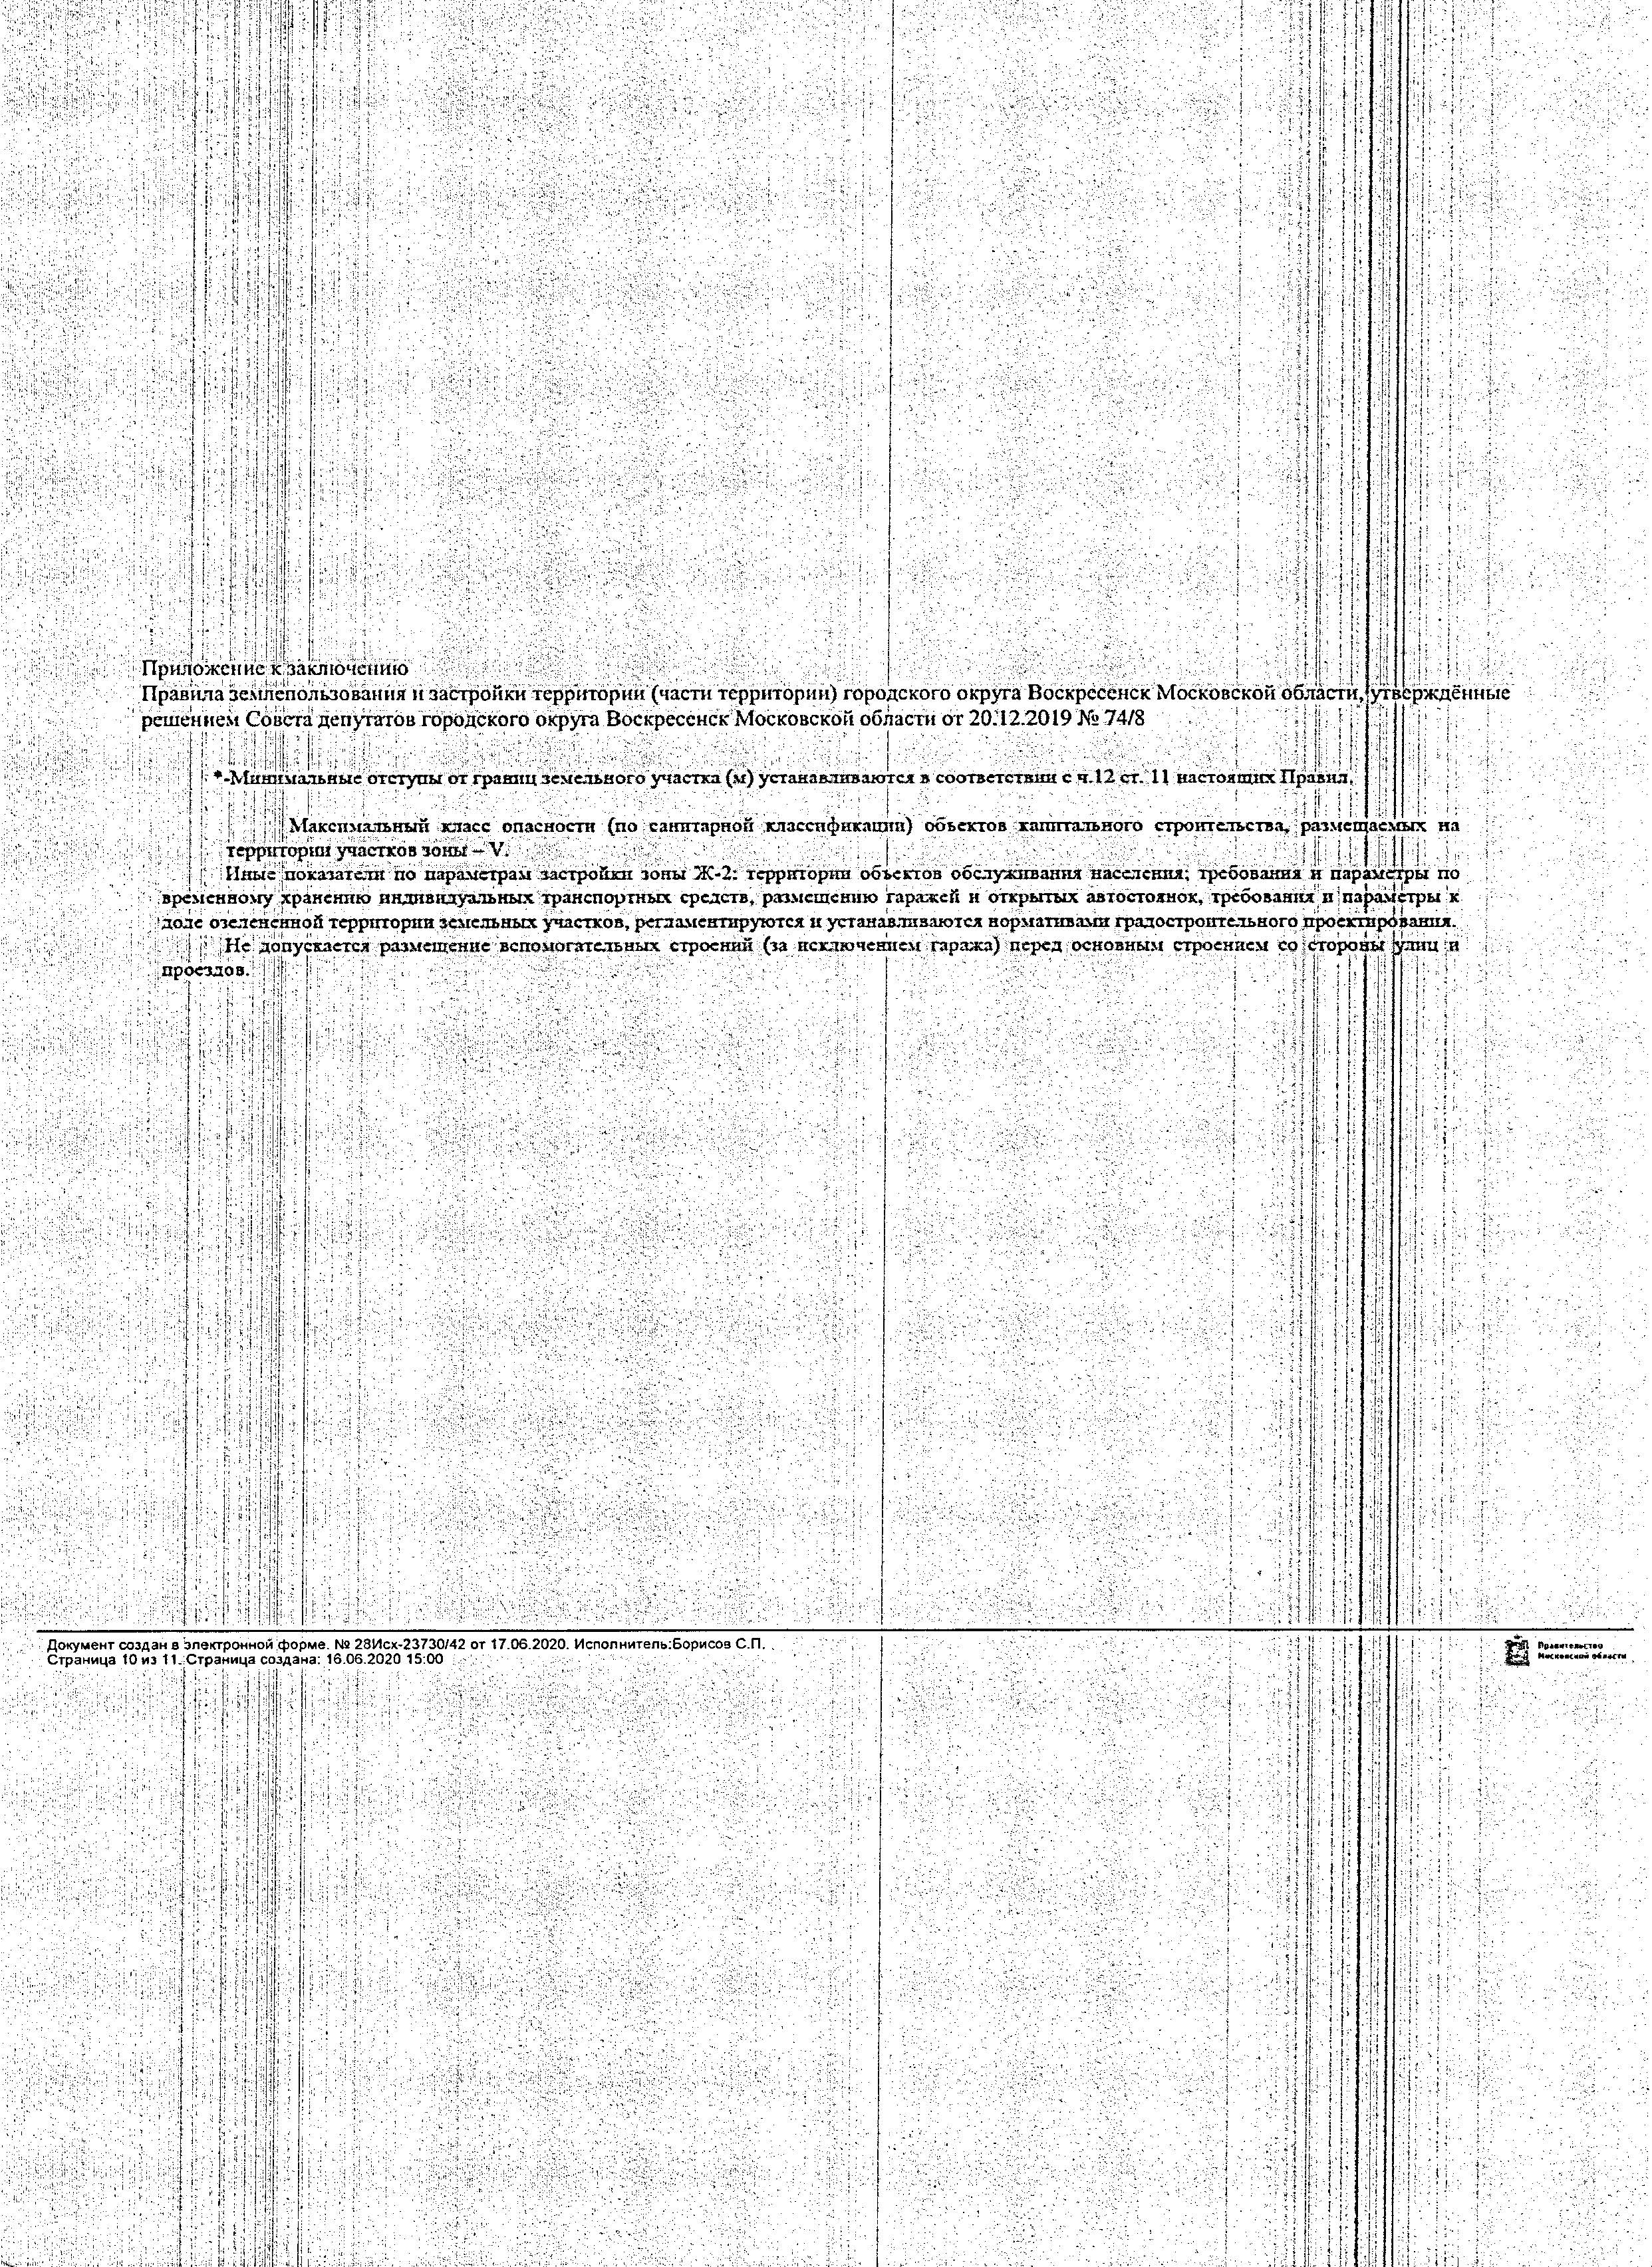 Приложение к заключению
Правила землепользования и застройки территории (части территории) городского округа Воскресенск Московской области, утверждённые
решением Совета депутатов городского округа Воскресенск Московской области от 20.12.2019 № 74/8
*-Минимальные отступы от границ земельного участка (м) устанавливаются в соответствии с ч.12 ст. 11 настоящих Правил.
Максимальный класс опасности (по санитарной классификации) объектов капитального строительства, размещаемых на
территории участков зоны – V.
Иные показатели по параметрам застройки зоны Ж-2: территории объектов обслуживания населения; требования и параметры по
временному хранению индивидуальных транспортных средств, размещению гаражей и открытых автостоянок, требования и параметры к
доле озелененной территории земельных участков, регламентируются и устанавливаются нормативами градостроительного проектирования.
Не допускается размещение вспомогательных строений (за исключением гаража) перед основным строением со стороны улиц и
проездов.
Документ создан в электронной форме. № 28Исх-23730/42 от 17.06.2020. Исполнитель:Борисов С.П.
Страница 10 из 11. Страница создана: 16.06.2020 15:00
Правительство
Московской области